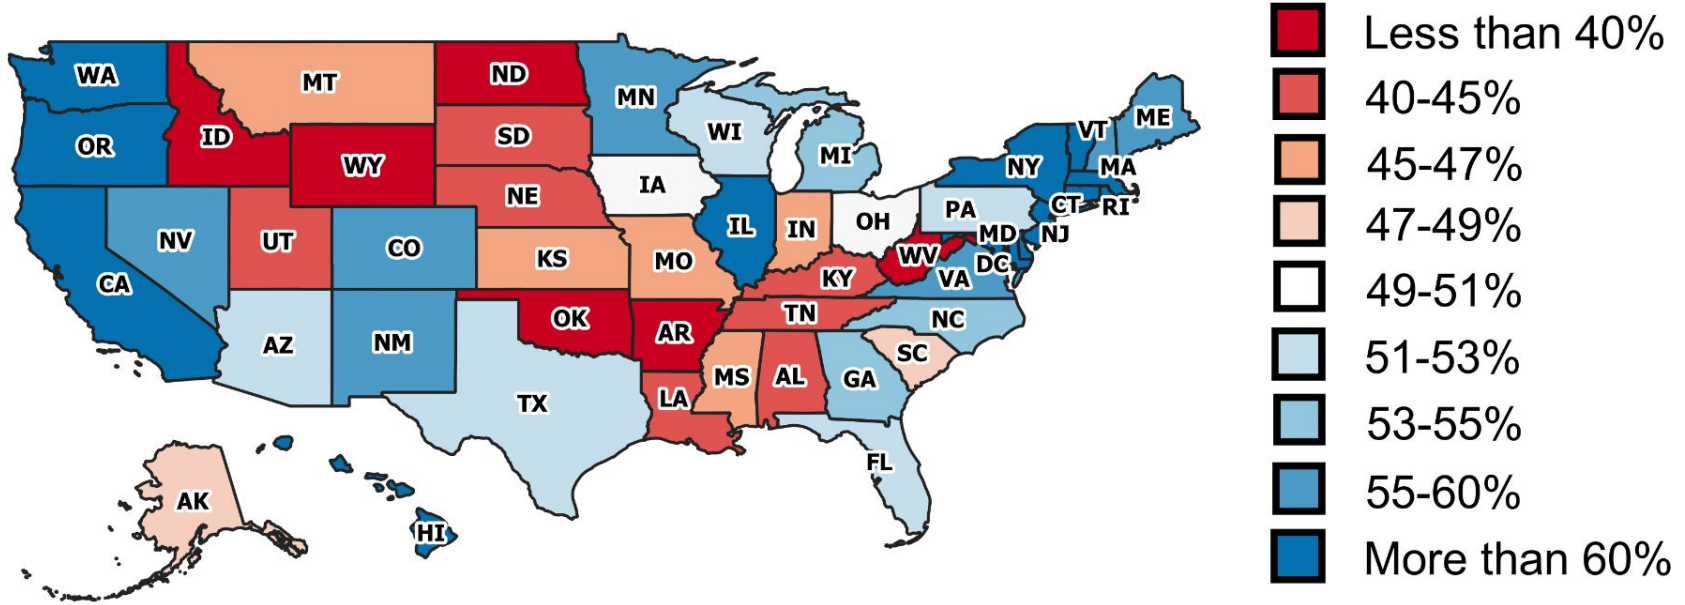 WA
MT
ND
MN
OR
ID
WY
SD
WI
MI
VT
ME
NY
MA
IA
NE
NV
UT
CO
IL
IN
OH
PA
CT
RI
MD
NJ
CA
KS
MO
WV
DC
KY
VA
AZ
NM
OK
AR
TN
NC
TX
LA
MS
AL
GA
SC
FL
AK
HI
Less than 40%
40-45%
45-47%
47-49%
49-51%
51-53%
53-55%
55-60%
More than 60%